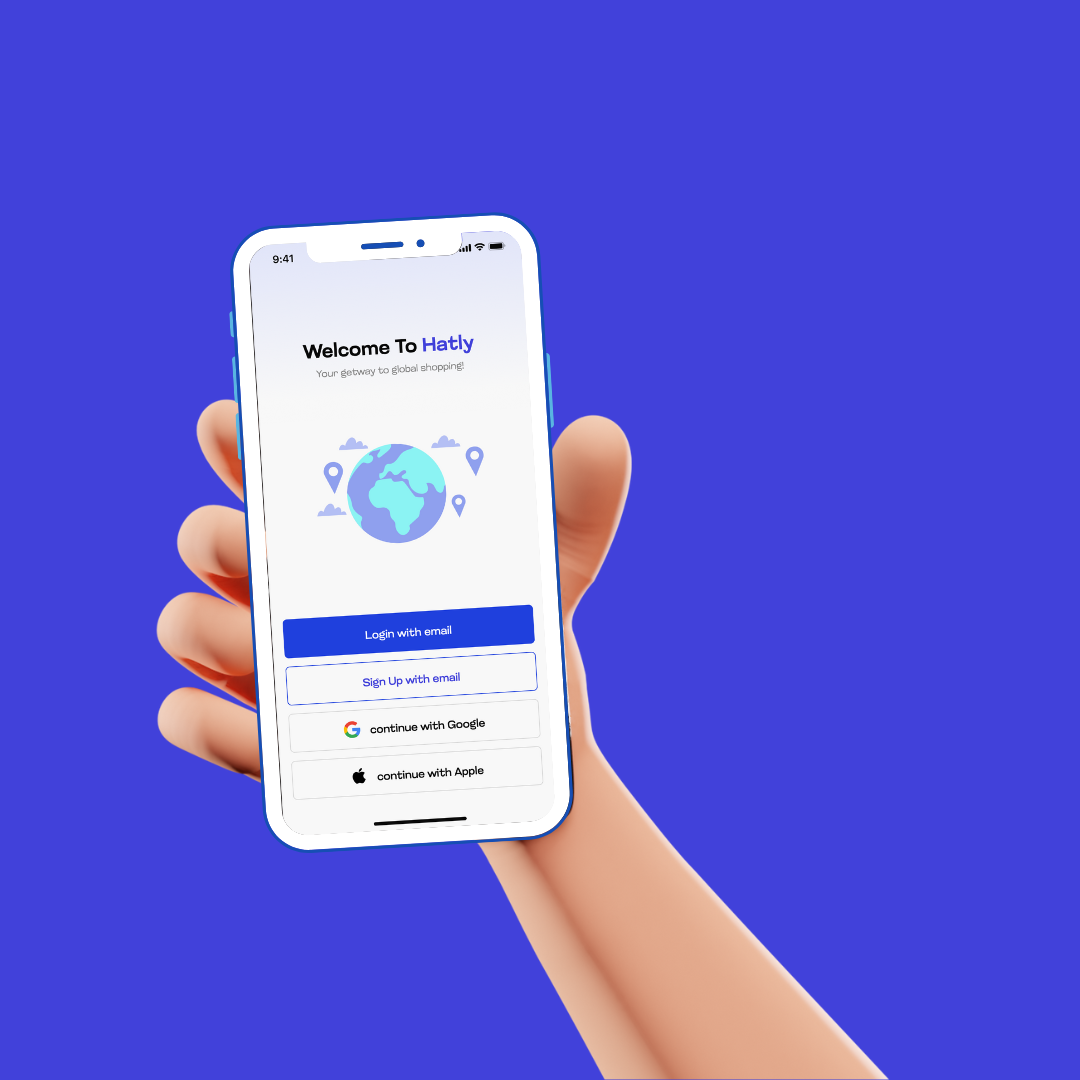 9:41
Welcome To Hatly
Your getway to global shopping!
Login with email
Sign Up with email
continue with Google
continue with Apple